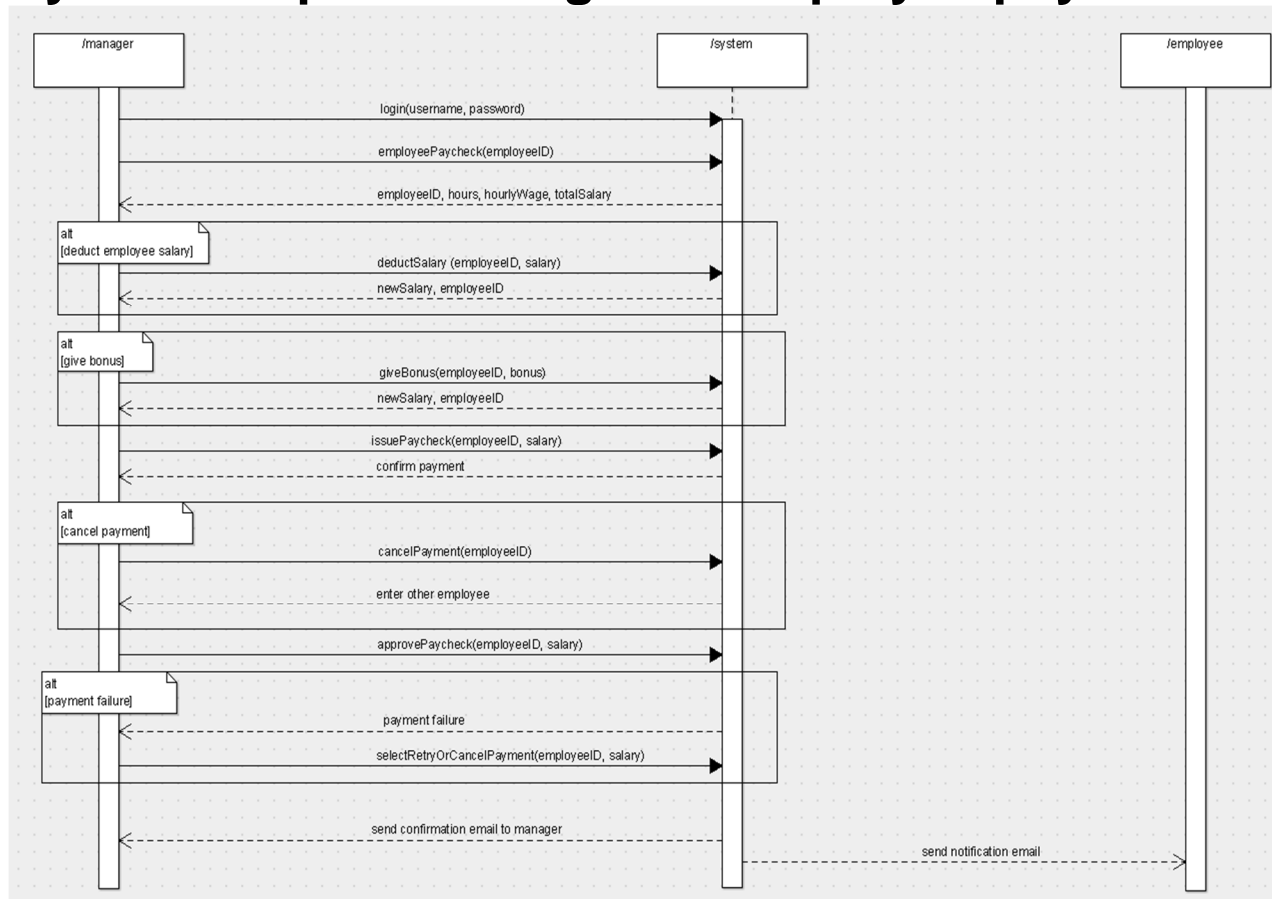 /manager
/system
/employee
login(username, password)
employeePaycheck(employeeID)
employeeID, hours, hourlyWage, totalSalary
alt
[deduct employee salary]
deductSalary (employeeID, salary)
newSalary, employeeID
alt
[give bonus]
giveBonus(employeeID, bonus)
newSalary, employeeID
issuePaycheck(employeeID, salary)
confirm payment
alt
[cancel payment]
cancelPayment(employeeID)
enter other employee
approvePaycheck(employeeID, salary)
alt
[payment failure]
payment failure
selectRetryOrCancelPayment(employeeID, salary)
send confirmation email to manager
send notification email